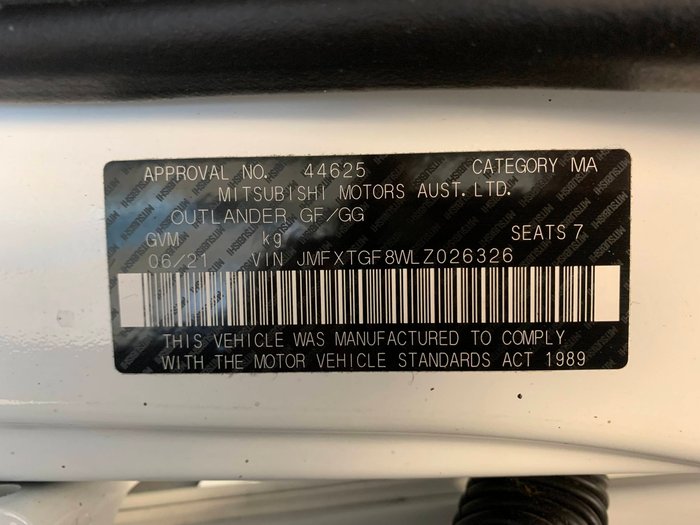 APPROVAL NO. 44625 CATEGORY MA
MITSUBISHI MOTORS AUST. LTD.
OUTLANDER GF/GG
GVM kg SEATS 7
06/21 VIN JMFXTGF8WLZ026326
THIS VEHICLE WAS MANUFACTURED TO COMPLY
WITH THE MOTOR VEHICLE STANDARDS ACT 1989